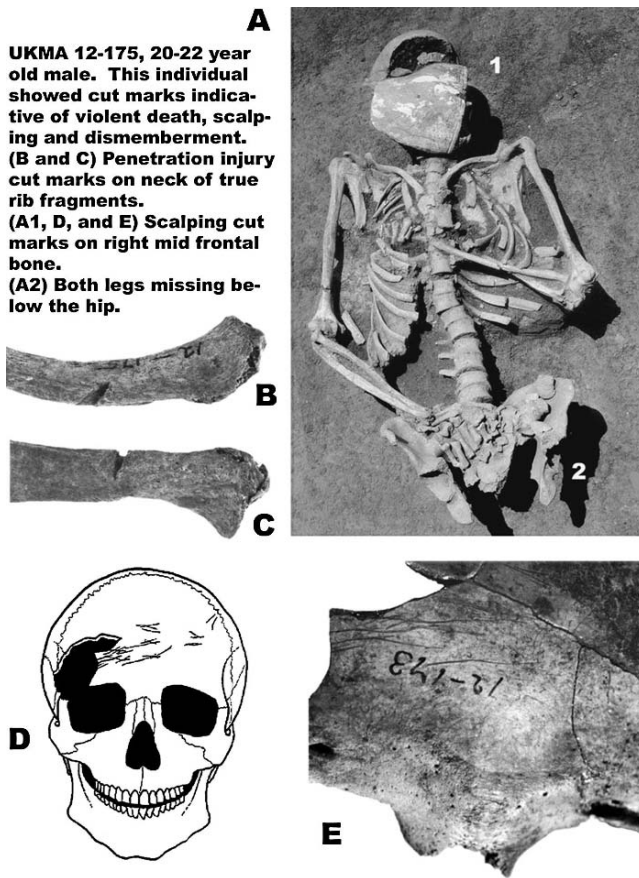 A
UKMA 12-175, 20-22 year
old male. This individual
showed cut marks indica-
tive of violent death, scalp-
ing and dismemberment.
(B and C) Penetration injury
cut marks on neck of true
rib fragments.
(A1, D, and E) Scalping cut
marks on right mid frontal
bone.
(A2) Both legs missing be-
low the hip.
1
2
B
C
D
12-173
E